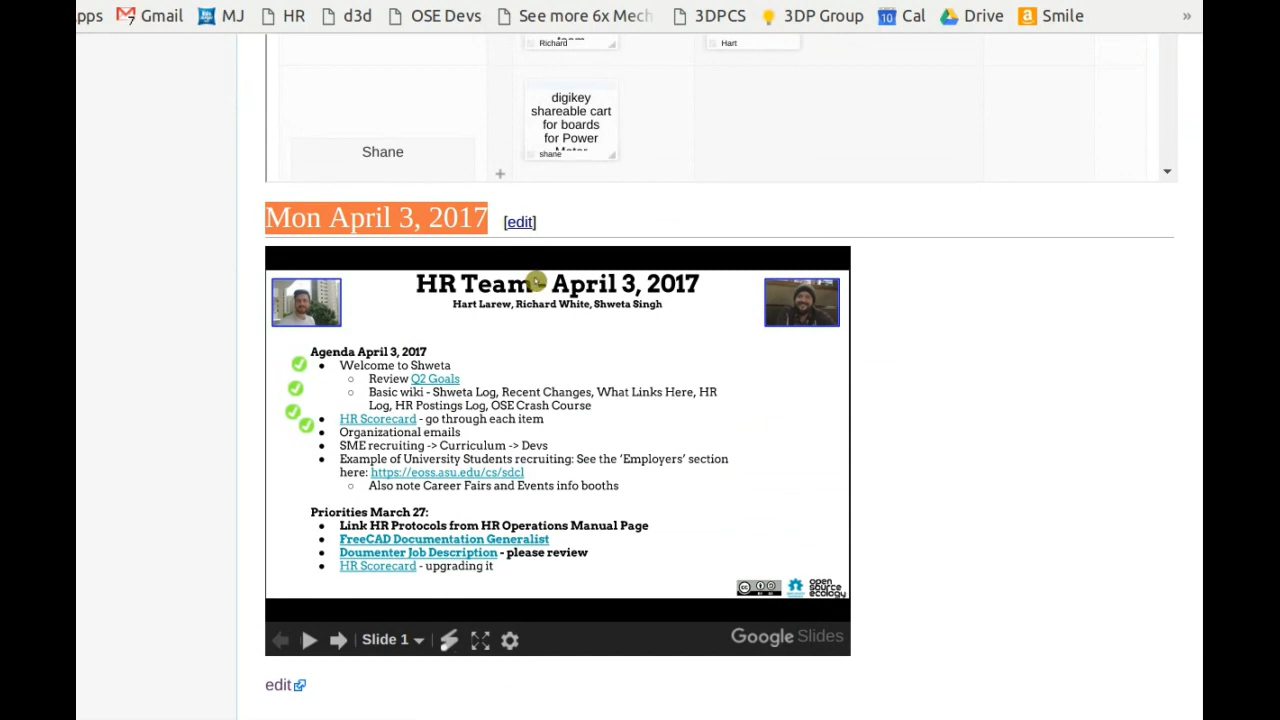 pps Gmail MJ HR d3d OSE Devs See more 6x Mech 3DPCS 3DP Group Cal Drive Smile »
Richard Hart
digikey
shareable cart
for boards
for Power
shane
Shane
+
Mon April 3, 2017 [edit]
HR Team - April 3, 2017
Hart Larew, Richard White, Shweta Singh
Agenda April 3, 2017
● Welcome to Shweta
○ Review Q2 Goals
○ Basic wiki - Shweta Log, Recent Changes, What Links Here, HR
Log, HR Postings Log, OSE Crash Course
● HR Scorecard - go through each item
● Organizational emails
● SME recruiting -> Curriculum -> Devs
● Example of University Students recruiting: See the ‘Employers’ section
here: https://eoss.asu.edu/cs/sdcl
○ Also note Career Fairs and Events info booths
Priorities March 27:
● Link HR Protocols from HR Operations Manual Page
● FreeCAD Documentation Generalist
● Doumenter Job Description - please review
● HR Scorecard - upgrading it
cc open
source
ecology
Slide 1 Google Slides
edit